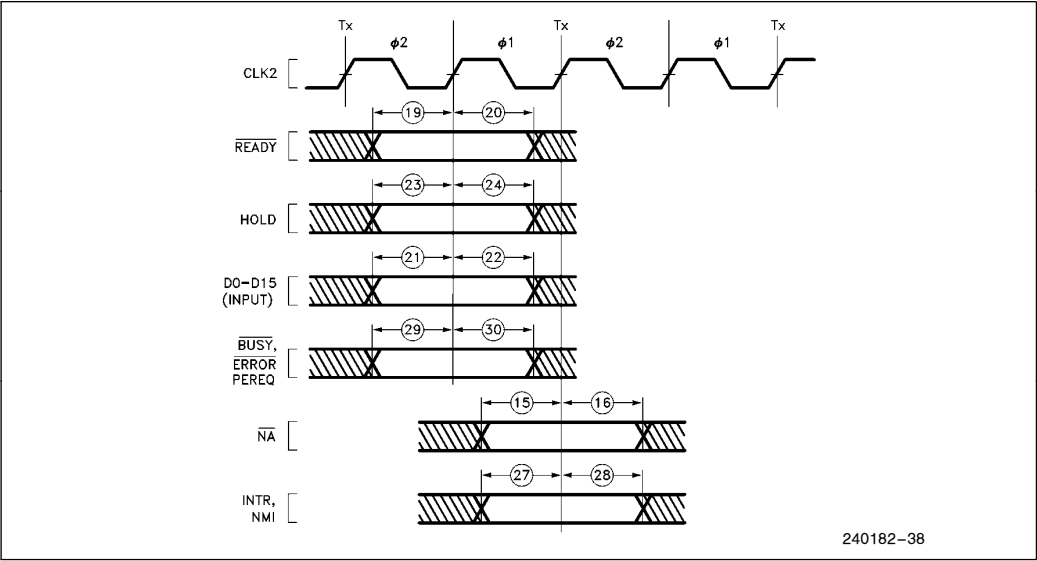 Tx Tx Tx
ϕ2 ϕ1 ϕ2 ϕ1
CLK2
19 20
READY
23 24
HOLD
21 22
D0–D15
(INPUT)
29 30
BUSY,
ERROR
PEREQ
15 16
NA
27 28
INTR,
NMI
240182–38